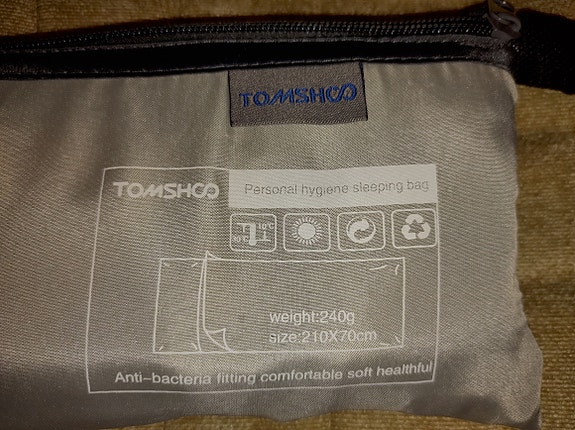 TOMSHOO
TOMSHOO
Personal hygiene sleeping bag
weight:240g
size:210X70cm
Anti-bacteria fitting comfortable soft healthful